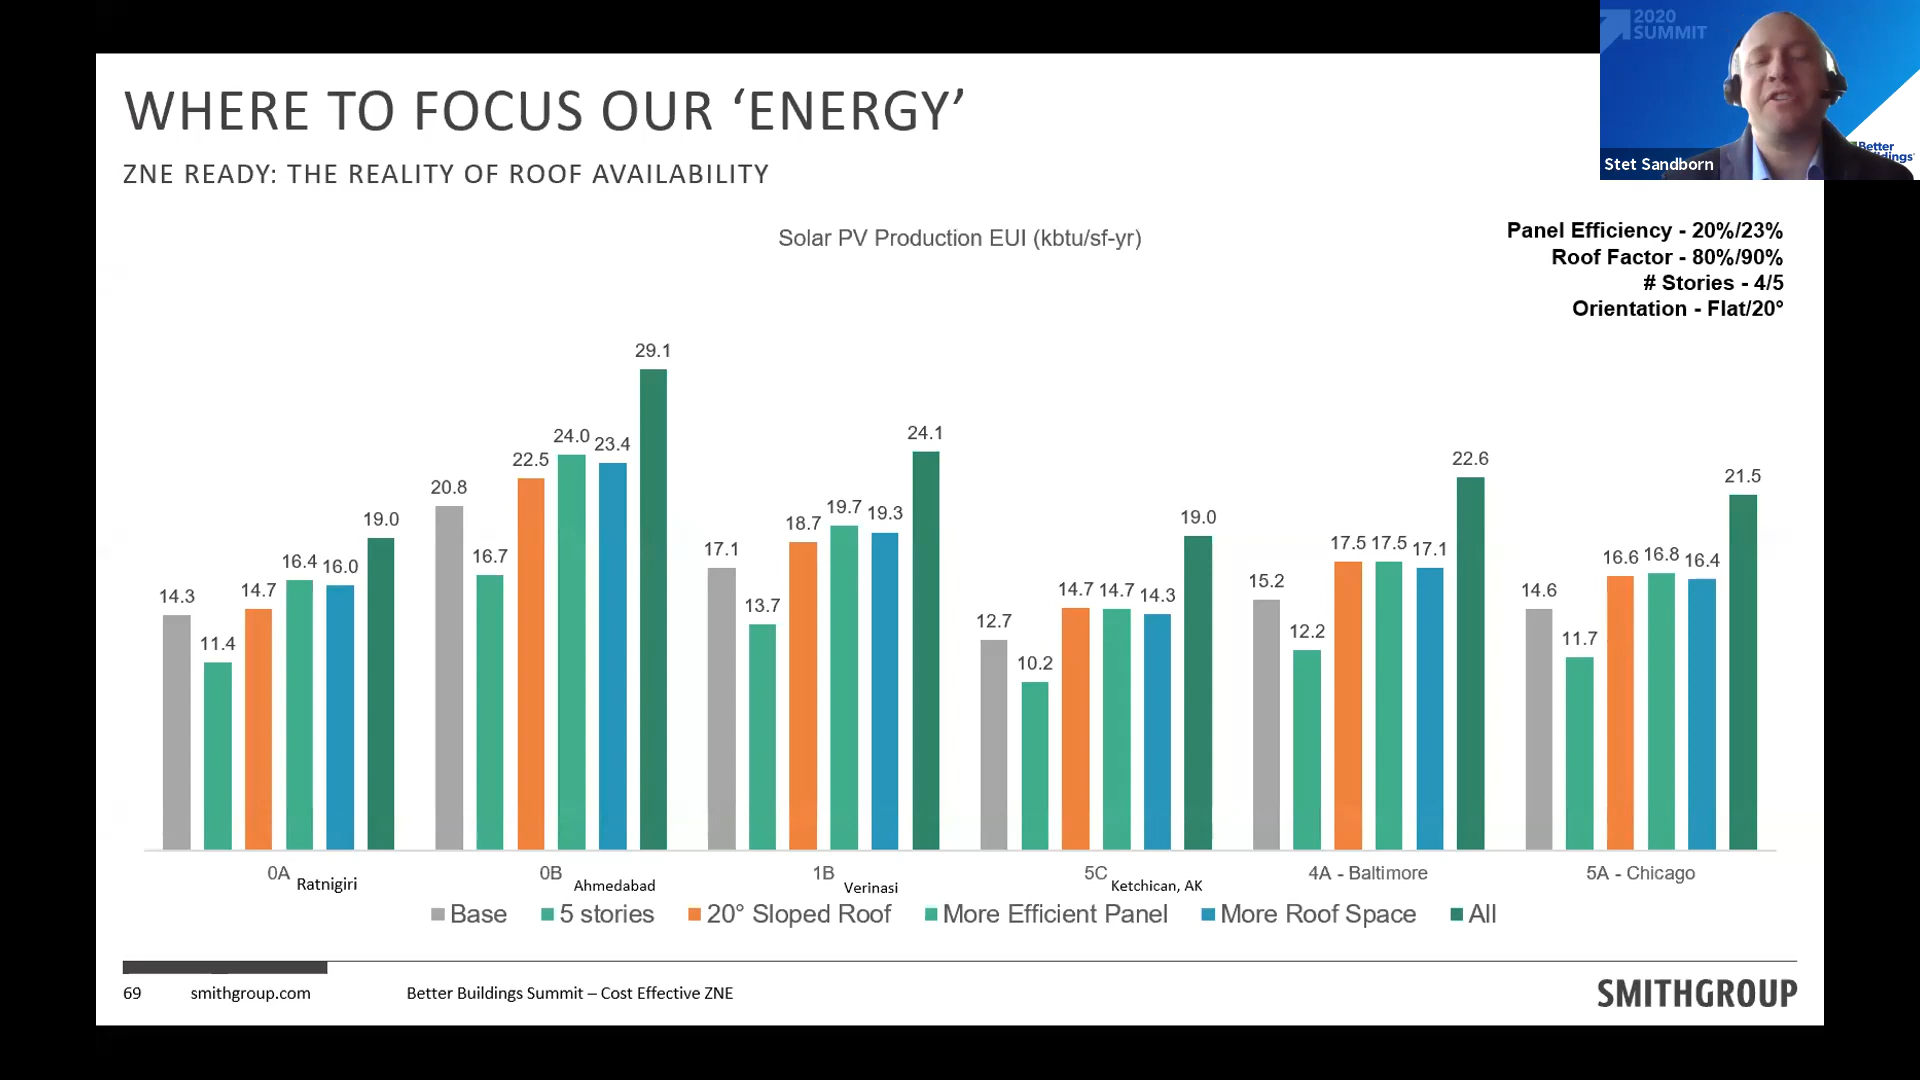 2020
SUMMIT
Better
Stet Sandborn
WHERE TO FOCUS OUR ‘ENERGY’
ZNE READY: THE REALITY OF ROOF AVAILABILITY
Solar PV Production EUI (kbtu/sf-yr)
Panel Efficiency - 20%/23%
Roof Factor - 80%/90%
# Stories - 4/5
Orientation - Flat/20°
14.3 11.4 14.7 16.4 16.0 19.0
20.8 16.7 22.5 24.0 23.4 29.1
17.1 13.7 18.7 19.7 19.3 24.1
12.7 10.2 14.7 14.7 14.3 19.0
15.2 12.2 17.5 17.5 17.1 22.6
14.6 11.7 16.6 16.8 16.4 21.5
0A Ratnigiri
0B Ahmedabad
1B Verinasi
5C Ketchican, AK
4A - Baltimore
5A - Chicago
Base 5 stories 20° Sloped Roof More Efficient Panel More Roof Space All
69 smithgroup.com Better Buildings Summit – Cost Effective ZNE SMITHGROUP